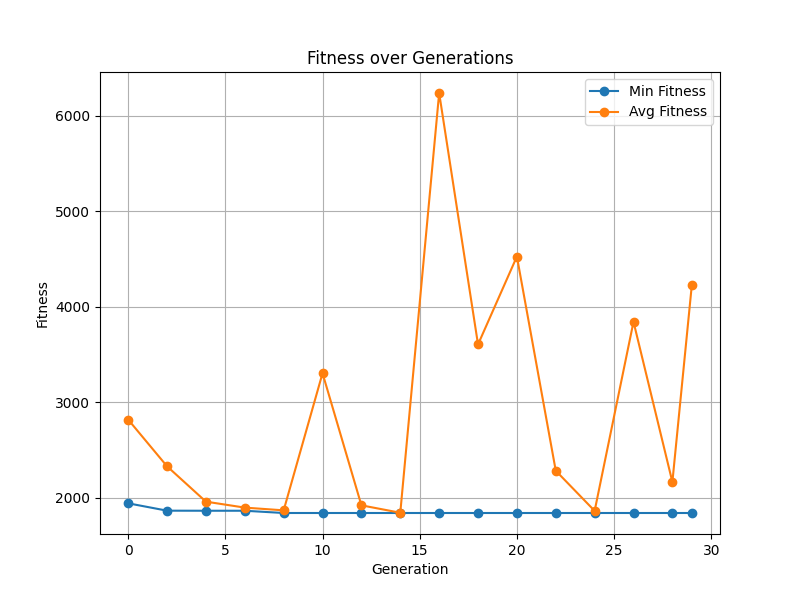 Fitness over Generations
Min Fitness
Avg Fitness
6000
5000
4000
3000
2000
Fitness
0 5 10 15 20 25 30
Generation